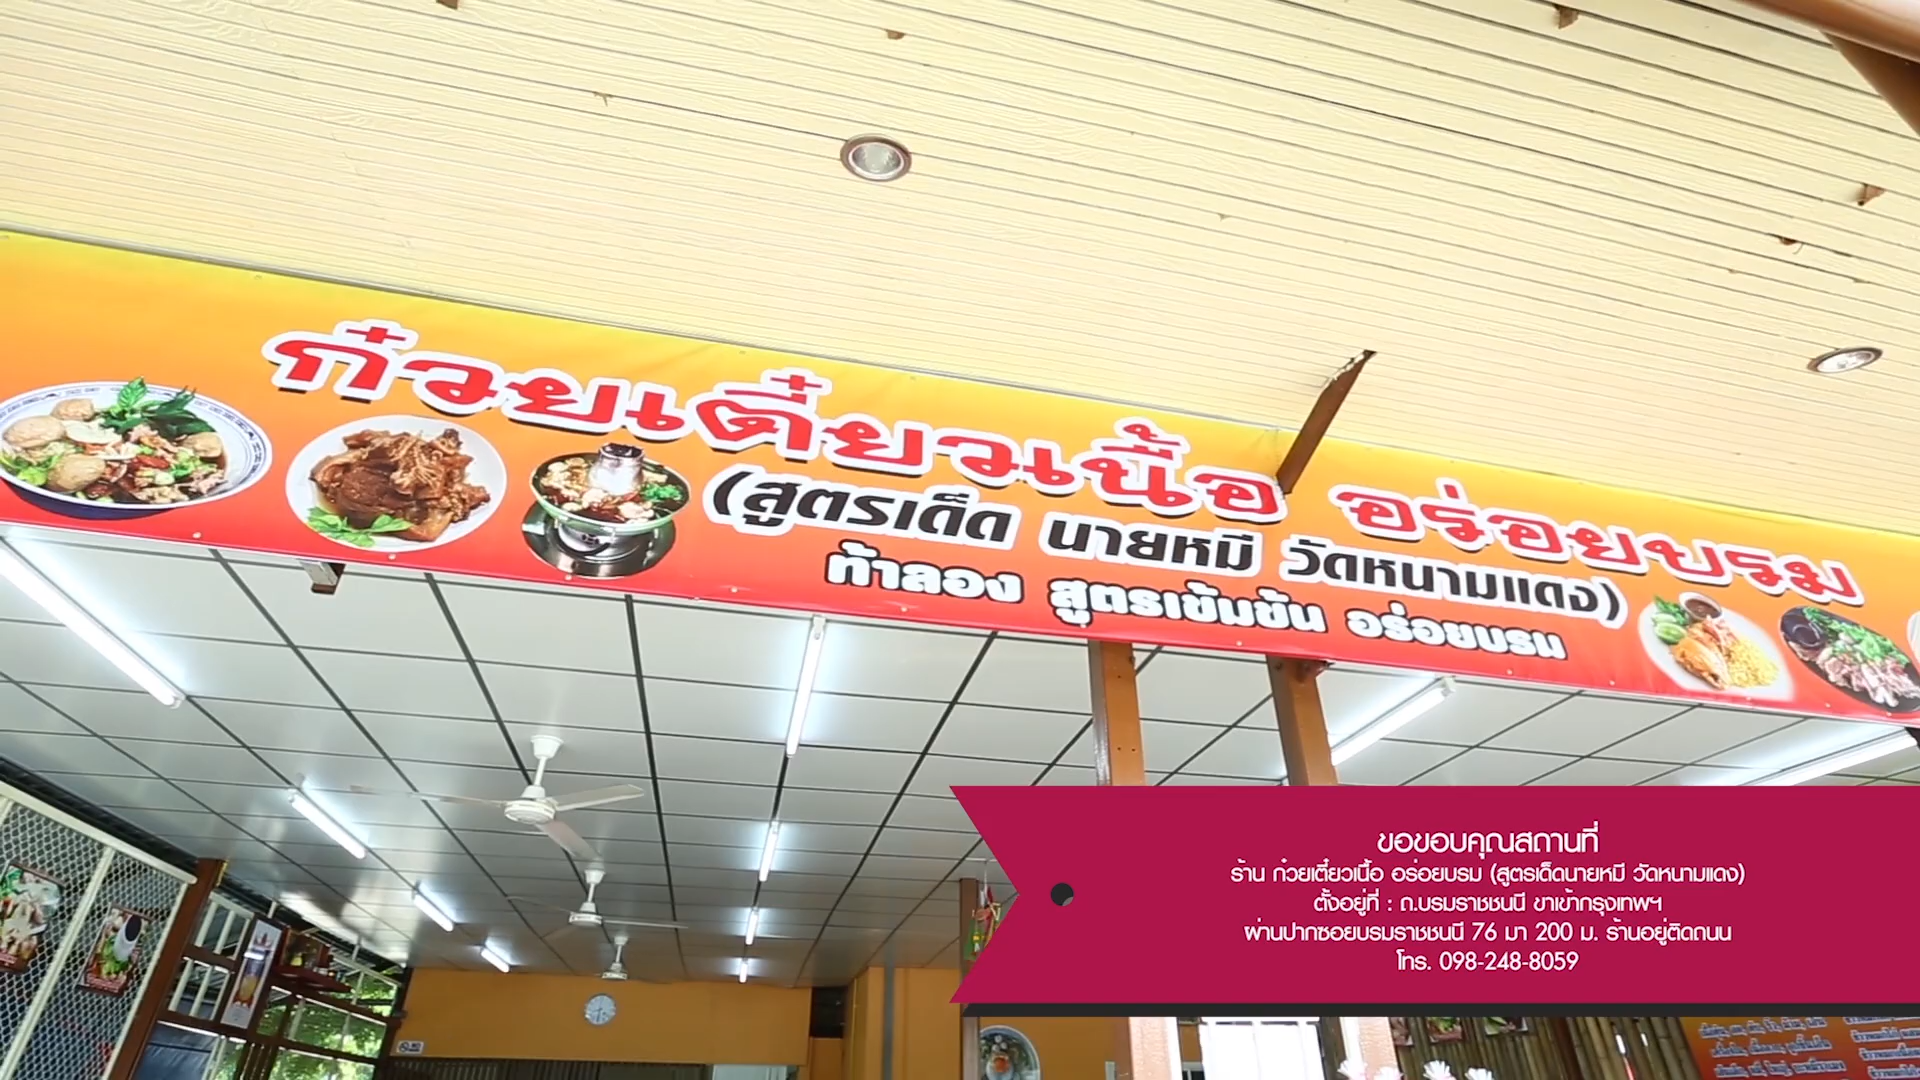 ก๋วยเตี๋ยวเนื้อ อร่อยบรม
(สูตรเด็ด นายหมี วัดหนามแดง)
ท้าลอง สูตรเข้มข้น อร่อยบรม
ขอขอบคุณสถานที่
ร้าน ก๋วยเตี๋ยวเนื้อ อร่อยบรม (สูตรเด็ดนายหมี วัดหนามแดง)
ตั้งอยู่ที่ : ถ.บรมราชชนนี ขาเข้ากรุงเทพฯ
ผ่านปากซอยบรมราชชนนี 76 มา 200 ม. ร้านอยู่ติดถนน
โทร. 098-248-8059